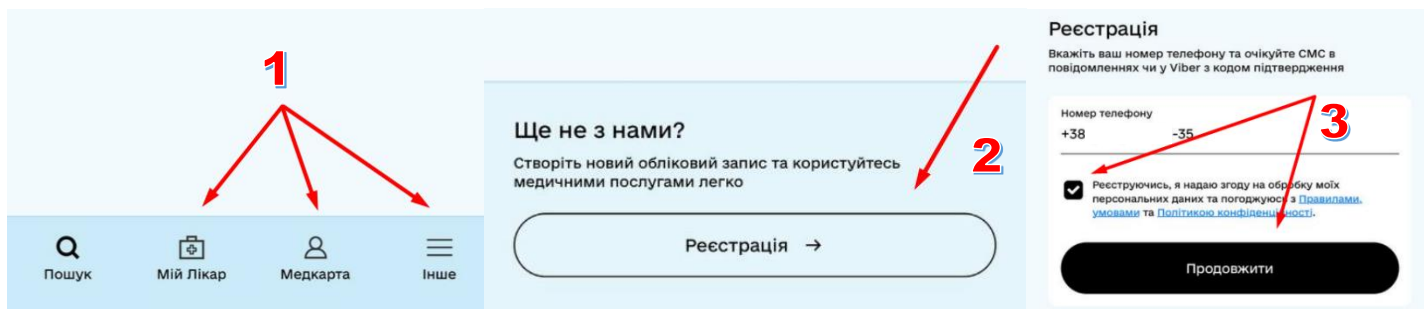 1
Пошук
Мій Лікар
Медкарта
Інше
Ще не з нами?
Створіть новий обліковий запис та користуйтесь
медичними послугами легко
2
Реєстрація →
Реєстрація
Вкажіть ваш номер телефону та очікуйте СМС в
повідомленнях чи у Viber з кодом підтвердження
Номер телефону
+38 -35
3
Реєструючись, я надаю згоду на обробку моїх
персональних даних та погоджуюсь з Правилами,
умовами та Політикою конфіденційності.
Продовжити